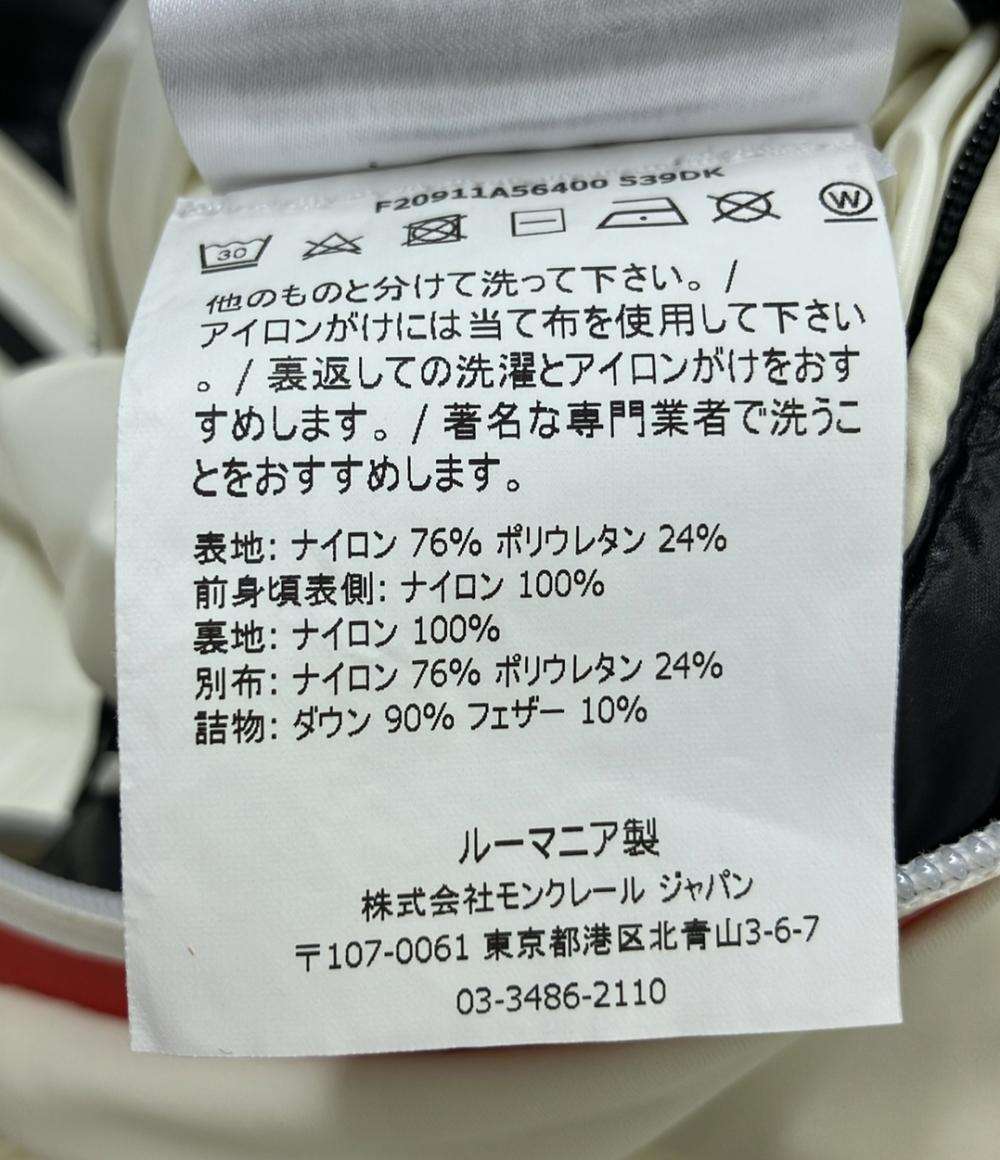 F20911A56400 S39DK
30
W
他のものと分けて洗って下さい。/
アイロンがけには当て布を使用して下さい
。/ 裏返しての洗濯とアイロンがけをおす
すめします。/ 著名な専門業者で洗うこ
とをおすすめします。
表地: ナイロン 76% ポリウレタン 24%
前身頃表側: ナイロン 100%
裏地: ナイロン 100%
別布: ナイロン 76% ポリウレタン 24%
詰物: ダウン 90% フェザー 10%
ルーマニア製
株式会社モンクレール ジャパン
〒107-0061 東京都港区北青山3-6-7
03-3486-2110